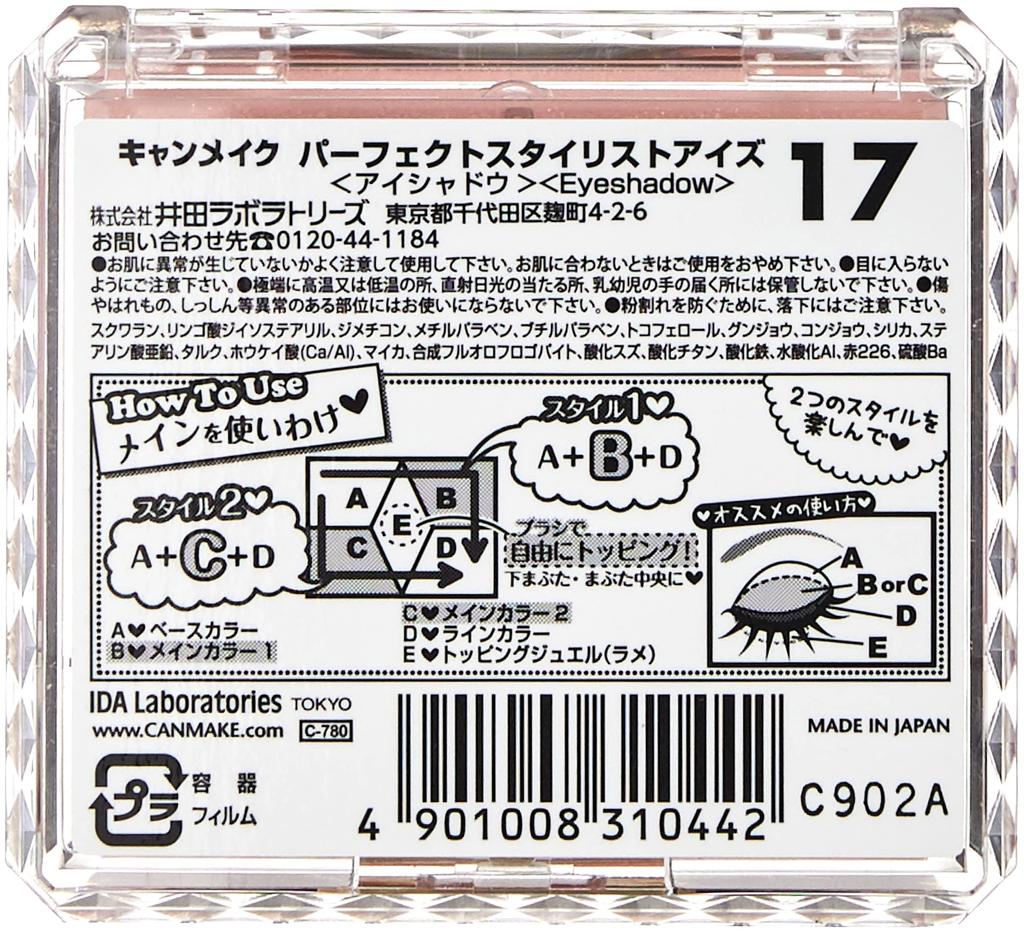 キャンメイク パーフェクトスタイリストアイズ 17
<アイシャドウ><Eyeshadow>
株式会社井田ラボラトリーズ 東京都千代田区麹町4-2-6
お問い合わせ先☎0120-44-1184
●お肌に異常が生じていないかよく注意して使用して下さい。お肌に合わないときはご使用をおやめ下さい。●目に入らない
ようにご注意下さい。●極端に高温又は低温の所、直射日光の当たる所、乳幼児の手の届く所には保管しないで下さい。●傷
やはれもの、しっしん等異常のある部位にはお使いにならないで下さい。●粉割れを防ぐために、落下にはご注意下さい。
スクワラン、リンゴ酸ジイソステアリル、ジメチコン、メチルパラベン、ブチルパラベン、トコフェロール、グンジョウ、コンジョウ、シリカ、ステ
アリン酸亜鉛、タルク、ホウケイ酸(Ca/Al)、マイカ、合成フルオロフロゴパイト、酸化スズ、酸化チタン、酸化鉄、水酸化Al、赤226、硫酸Ba
How To Use
メインを使いわけ♥
スタイル1♡
A+B+D
2つのスタイルを
楽しんで♥
スタイル2♡
A+C+D
A
B
C
D
E
ブラシで
自由にトッピング!
下まぶた・まぶた中央に♥
♥オススメの使い方♥
A
B or C
D
E
A♥ベースカラー
B♥メインカラー1
C♥メインカラー2
D♥ラインカラー
E♥トッピングジュエル(ラメ)
IDA Laboratories TOKYO
www.CANMAKE.com C-780
MADE IN JAPAN
プラ
容器
フィルム
4 901008 310442
C902A